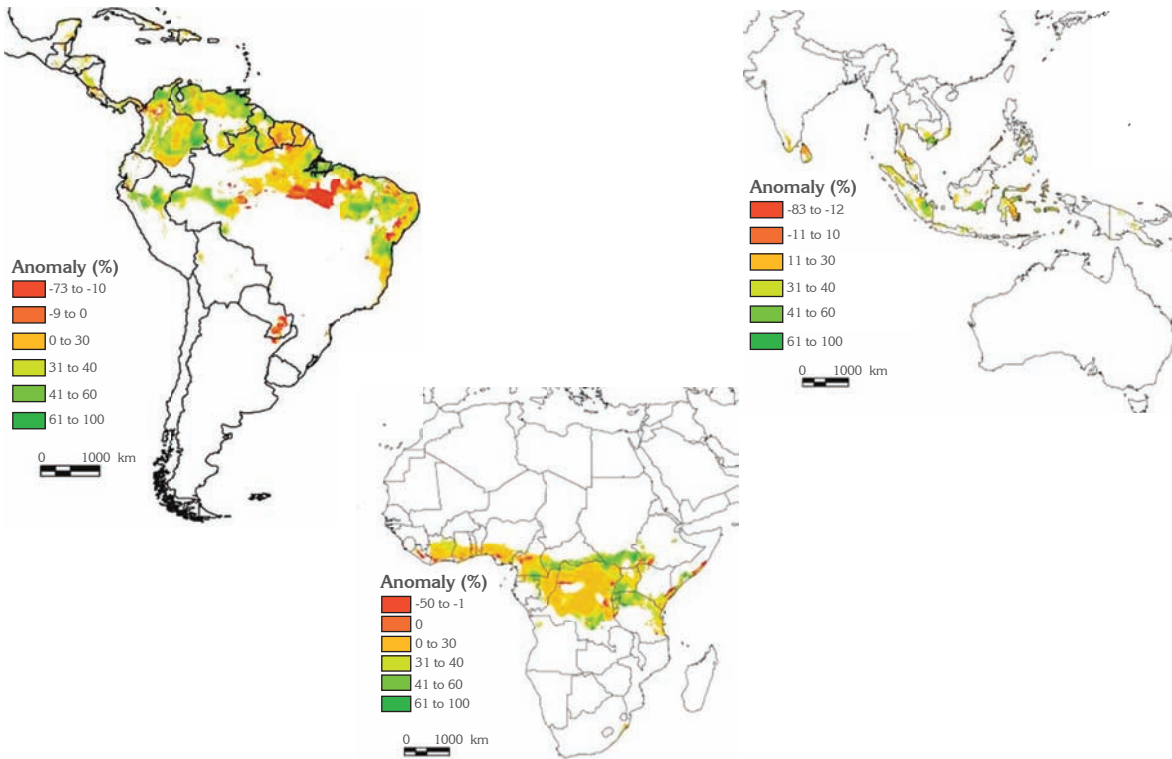 Anomaly (%)
-73 to -10
-9 to 0
0 to 30
31 to 40
41 to 60
61 to 100
0 1000 km
Anomaly (%)
-83 to -12
-11 to 10
11 to 30
31 to 40
41 to 60
61 to 100
0 1000 km
Anomaly (%)
-50 to -1
0
0 to 30
31 to 40
41 to 60
61 to 100
0 1000 km